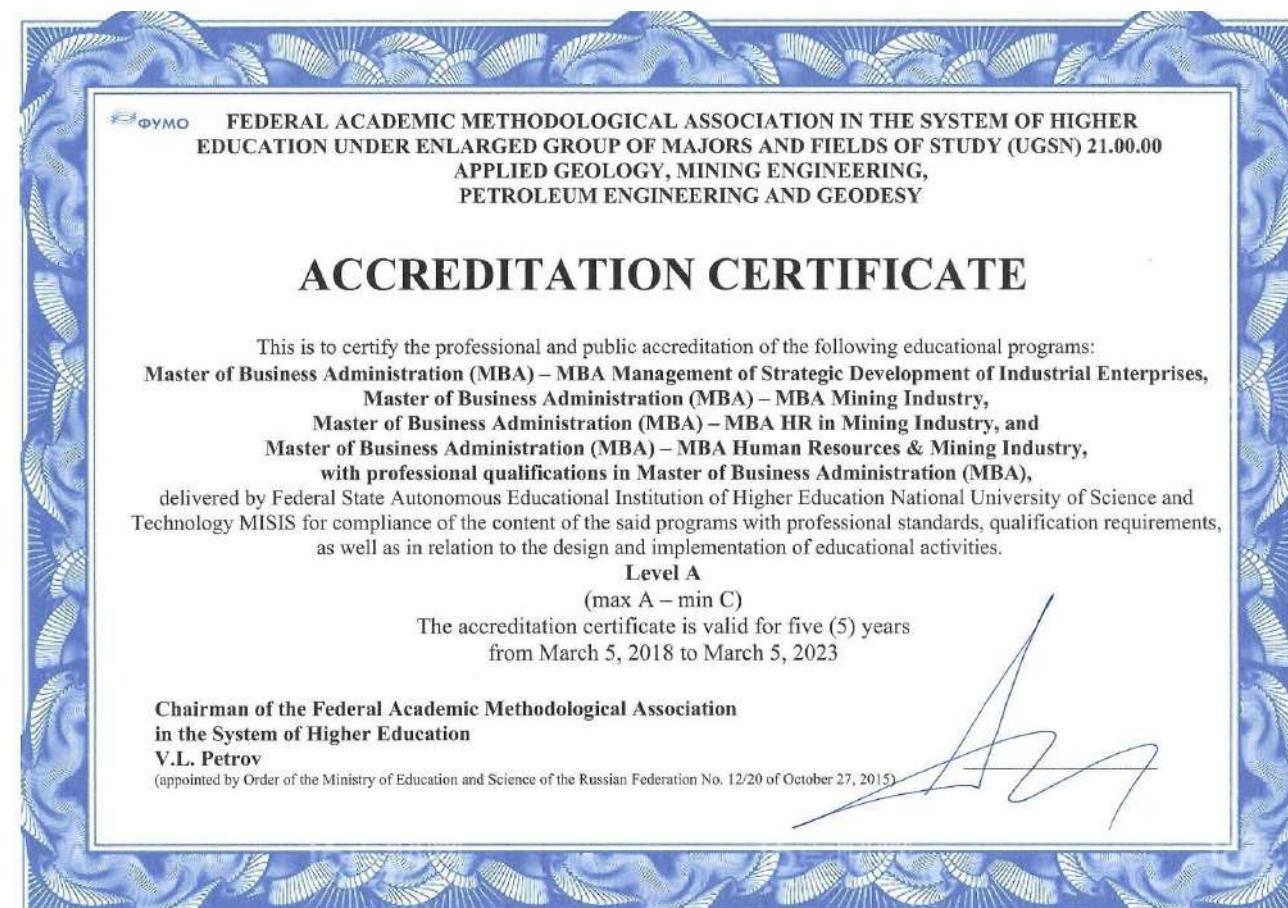 ФУМО
FEDERAL ACADEMIC METHODOLOGICAL ASSOCIATION IN THE SYSTEM OF HIGHER
EDUCATION UNDER ENLARGED GROUP OF MAJORS AND FIELDS OF STUDY (UGSN) 21.00.00
APPLIED GEOLOGY, MINING ENGINEERING,
PETROLEUM ENGINEERING AND GEODESY
ACCREDITATION CERTIFICATE
This is to certify the professional and public accreditation of the following educational programs:
Master of Business Administration (MBA) – MBA Management of Strategic Development of Industrial Enterprises,
Master of Business Administration (MBA) – MBA Mining Industry,
Master of Business Administration (MBA) – MBA HR in Mining Industry, and
Master of Business Administration (MBA) – MBA Human Resources & Mining Industry,
with professional qualifications in Master of Business Administration (MBA),
delivered by Federal State Autonomous Educational Institution of Higher Education National University of Science and
Technology MISIS for compliance of the content of the said programs with professional standards, qualification requirements,
as well as in relation to the design and implementation of educational activities.
Level A
(max A – min C)
The accreditation certificate is valid for five (5) years
from March 5, 2018 to March 5, 2023
Chairman of the Federal Academic Methodological Association
in the System of Higher Education
V.L. Petrov
(appointed by Order of the Ministry of Education and Science of the Russian Federation No. 12/20 of October 27, 2015)